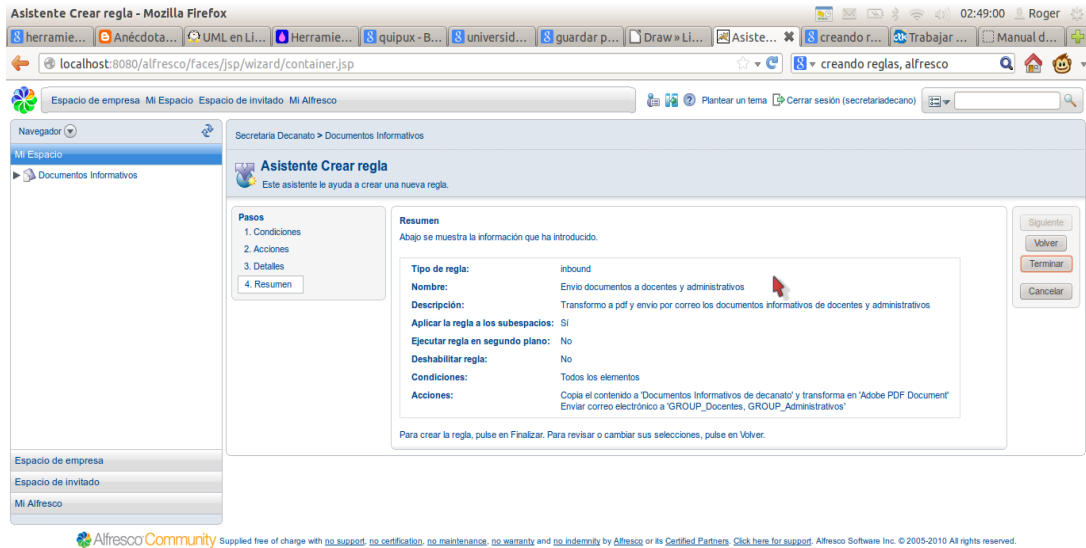 Asistente Crear regla - Mozilla Firefox
02:49:00 Roger
herramie... Anécdota... UML en Li... Herramie... quipux - B... universid... guardar p... Draw » Li... Asiste... creando r... Trabajar ... Manual d...
localhost:8080/alfresco/faces/jsp/wizard/container.jsp
creando reglas, alfresco
Espacio de empresa Mi Espacio Espacio de invitado Mi Alfresco
Plantear un tema Cerrar sesión (secretariadecano)
Navegador
Mi Espacio
Documentos Informativos
Secretaria Decanato > Documentos Informativos
Asistente Crear regla
Este asistente le ayuda a crear una nueva regla.
Pasos
1. Condiciones
2. Acciones
3. Detalles
4. Resumen
Resumen
Abajo se muestra la información que ha introducido.
Tipo de regla: inbound
Nombre: Envio documentos a docentes y administrativos
Descripción: Transformo a pdf y envio por correo los documentos informativos de docentes y administrativos
Aplicar la regla a los subespacios: Sí
Ejecutar regla en segundo plano: No
Deshabilitar regla: No
Condiciones: Todos los elementos
Acciones: Copia el contenido a 'Documentos Informativos de decanato' y transforma en 'Adobe PDF Document'
Enviar correo electrónico a 'GROUP_Docentes, GROUP_Administrativos'
Para crear la regla, pulse en Finalizar. Para revisar o cambiar sus selecciones, pulse en Volver.
Siguiente
Volver
Terminar
Cancelar
Espacio de empresa
Espacio de invitado
Mi Alfresco
Alfresco Community Supplied free of charge with no support, no certification, no maintenance, no warranty and no indemnity by Alfresco or its Certified Partners. Click here for support. Alfresco Software Inc. © 2005-2010 All rights reserved.